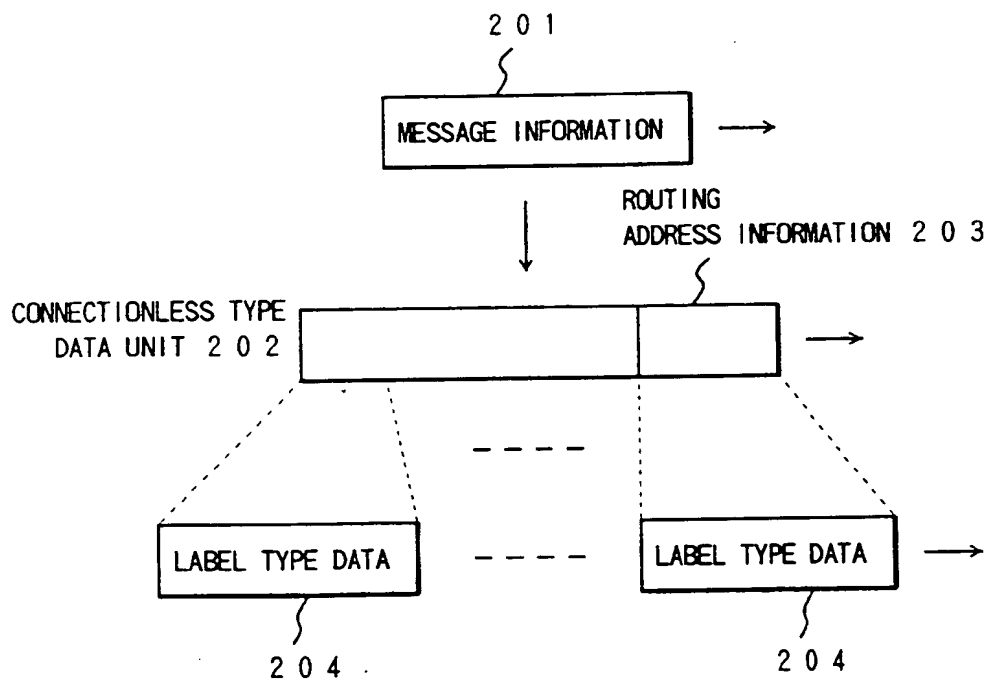 201
MESSAGE INFORMATION
ROUTING
ADDRESS INFORMATION 203
CONNECTIONLESS TYPE
DATA UNIT 202
LABEL TYPE DATA
LABEL TYPE DATA
204
204